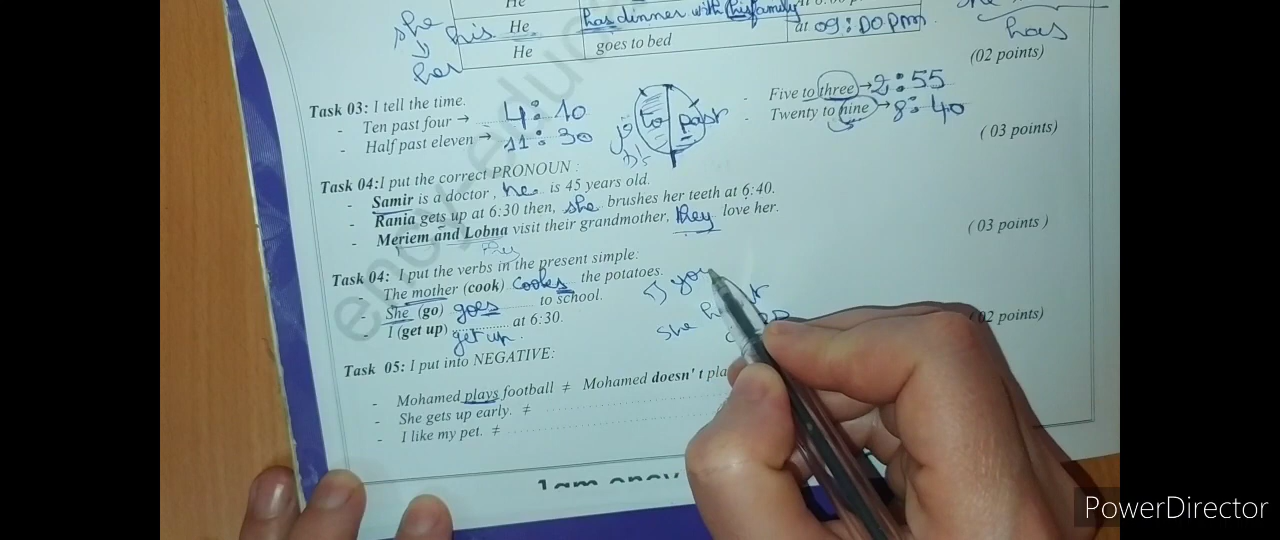 He
she his He has dinner with his family at 09:00 pm has
her He goes to bed
(02 points)
Task 03: I tell the time.
- Ten past four → 4:10 to past - Five to three → 2:55
- Half past eleven → 11:30 - Twenty to nine → 8:40
(03 points)
Task 04:I put the correct PRONOUN :
- Samir is a doctor , he is 45 years old.
- Rania gets up at 6:30 then, she brushes her teeth at 6:40.
- Meriem and Lobna visit their grandmother, they love her.
they
(03 points )
Task 04: I put the verbs in the present simple:
- The mother (cook) cooks the potatoes. I you
- She (go) goes to school. she
- I (get up) get up at 6:30.
(02 points)
Task 05: I put into NEGATIVE:
- Mohamed plays football ≠ Mohamed doesn't pla
- She gets up early. ≠
- I like my pet. ≠
PowerDirector